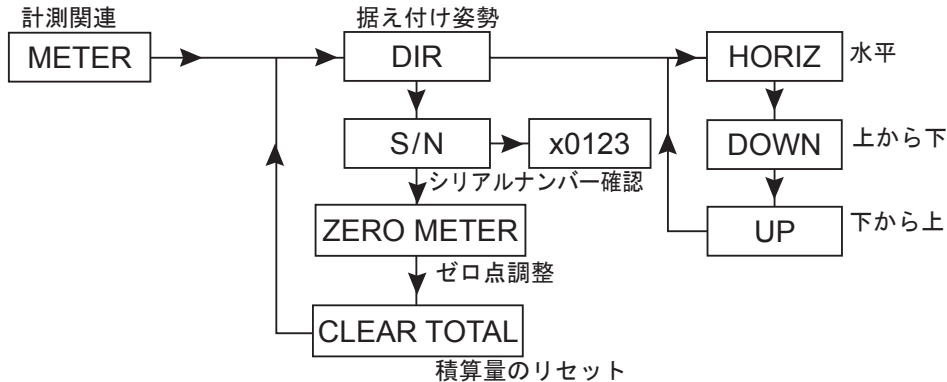 計測関連
METER
据え付け姿勢
DIR
HORIZ
水平
S/N
x0123
シリアルナンバー確認
DOWN
上から下
ZERO METER
ゼロ点調整
UP
下から上
CLEAR TOTAL
積算量のリセット